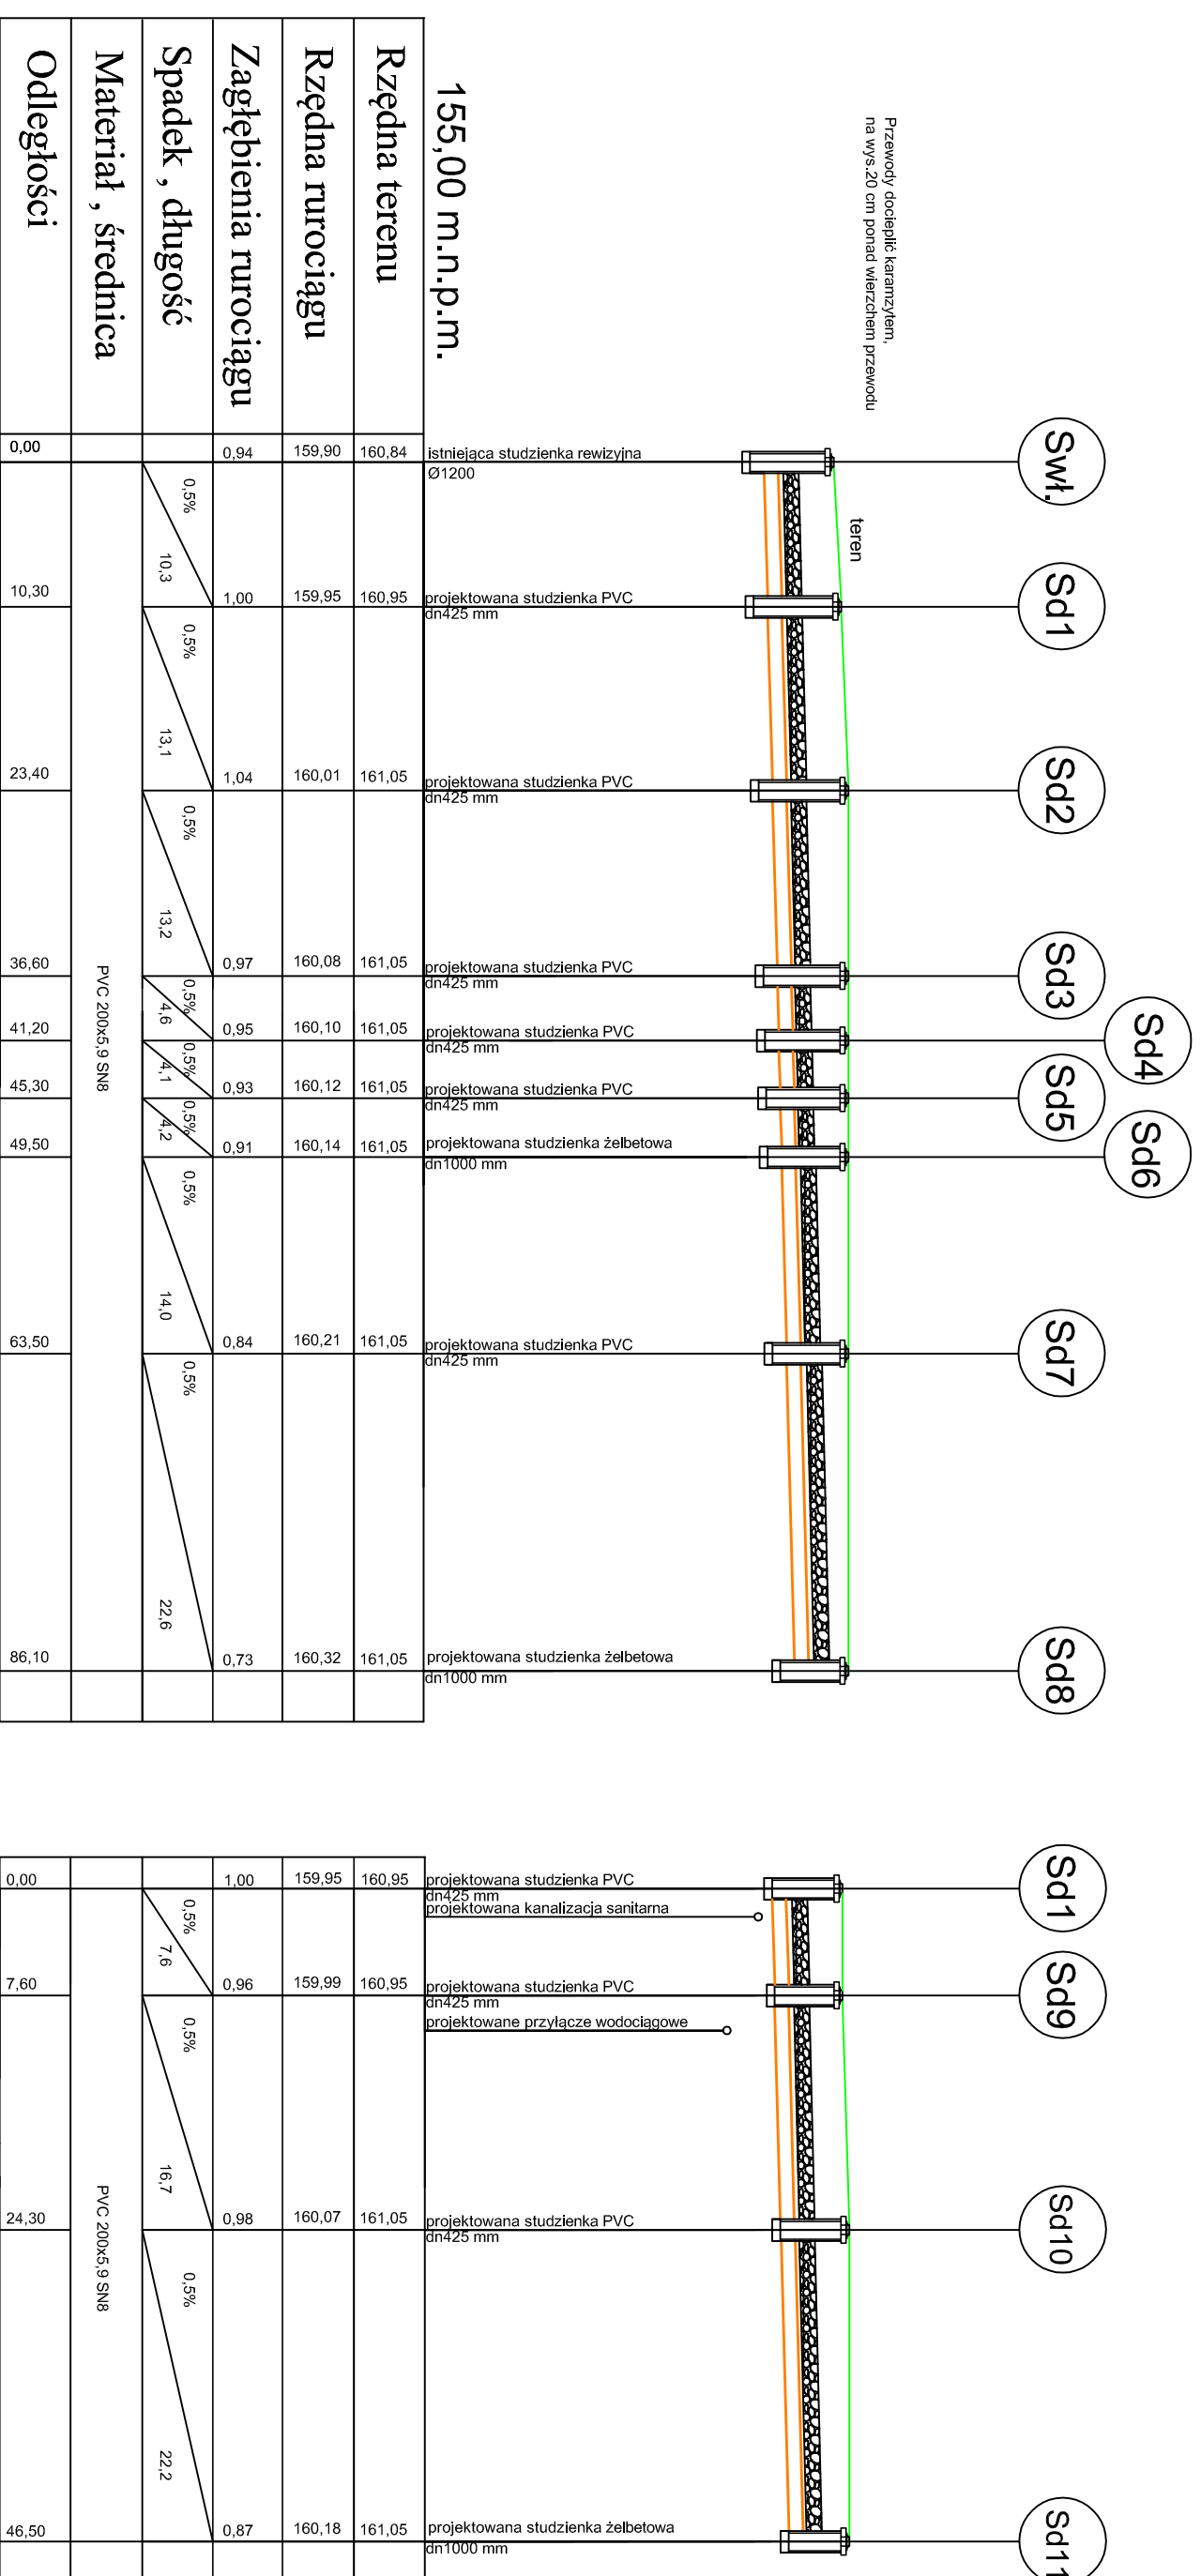 Przewody docieplić karamzytem,
na wys.20 cm ponad wierzchem przewodu
Swł.
Sd1
Sd2
Sd3
Sd4
Sd5
Sd6
Sd7
Sd8
teren
155,00 m.n.p.m.
istniejąca studzienka rewizyjna
Ø1200
projektowana studzienka PVC
dn425 mm
projektowana studzienka PVC
dn425 mm
projektowana studzienka PVC
dn425 mm
projektowana studzienka PVC
dn425 mm
projektowana studzienka PVC
dn425 mm
projektowana studzienka żelbetowa
dn1000 mm
projektowana studzienka PVC
dn425 mm
projektowana studzienka żelbetowa
dn1000 mm
Rzędna terenu
160,84 160,95 161,05 161,05 161,05 161,05 161,05 161,05 161,05
Rzędna rurociągu
159,90 159,95 160,01 160,08 160,10 160,12 160,14 160,21 160,32
Zagłębienia rurociągu
0,94 1,00 1,04 0,97 0,95 0,93 0,91 0,84 0,73
Spadek , długość
0,5% 0,5% 0,5% 0,5% 0,5% 0,5% 0,5% 0,5%
10,3 13,1 13,2 4,6 4,1 4,2 14,0 22,6
Materiał , średnica
PVC 200x5,9 SN8
Odległości
0,00 10,30 23,40 36,60 41,20 45,30 49,50 63,50 86,10
Sd1
Sd9
Sd10
Sd11
projektowana studzienka PVC
dn425 mm
projektowana kanalizacja sanitarna
projektowana studzienka PVC
dn425 mm
projektowane przyłącze wodociągowe
projektowana studzienka PVC
dn425 mm
projektowana studzienka żelbetowa
dn1000 mm
160,95 160,95 161,05 161,05
159,95 159,99 160,07 160,18
1,00 0,96 0,98 0,87
0,5% 0,5% 0,5%
7,6 16,7 22,2
PVC 200x5,9 SN8
0,00 7,60 24,30 46,50